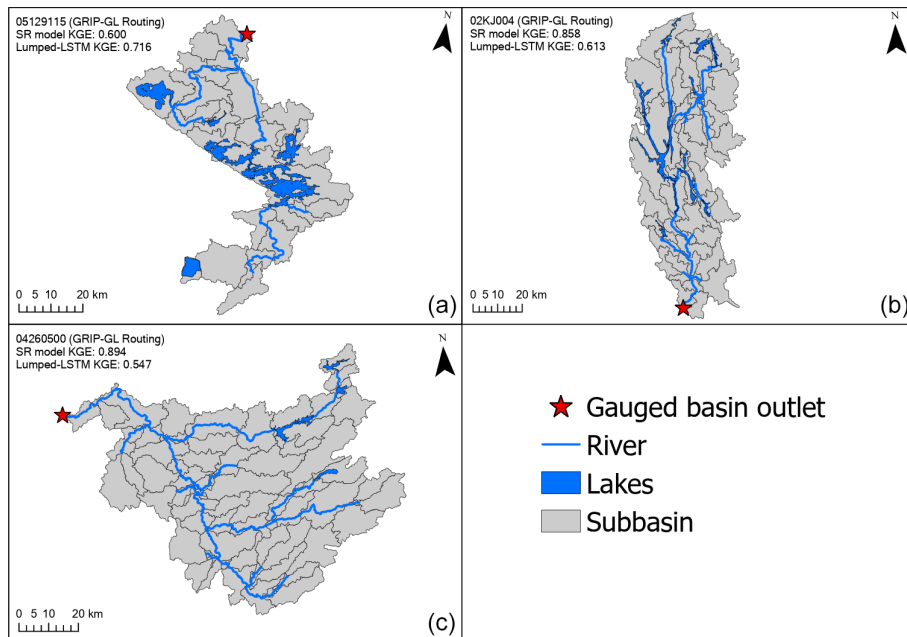 05129115 (GRIP-GL Routing)
SR model KGE: 0.600
Lumped-LSTM KGE: 0.716
N
0 5 10 20 km
(a)
02KJ004 (GRIP-GL Routing)
SR model KGE: 0.858
Lumped-LSTM KGE: 0.613
N
0 5 10 20 km
(b)
04260500 (GRIP-GL Routing)
SR model KGE: 0.894
Lumped-LSTM KGE: 0.547
N
0 5 10 20 km
(c)
Gauged basin outlet
River
Lakes
Subbasin